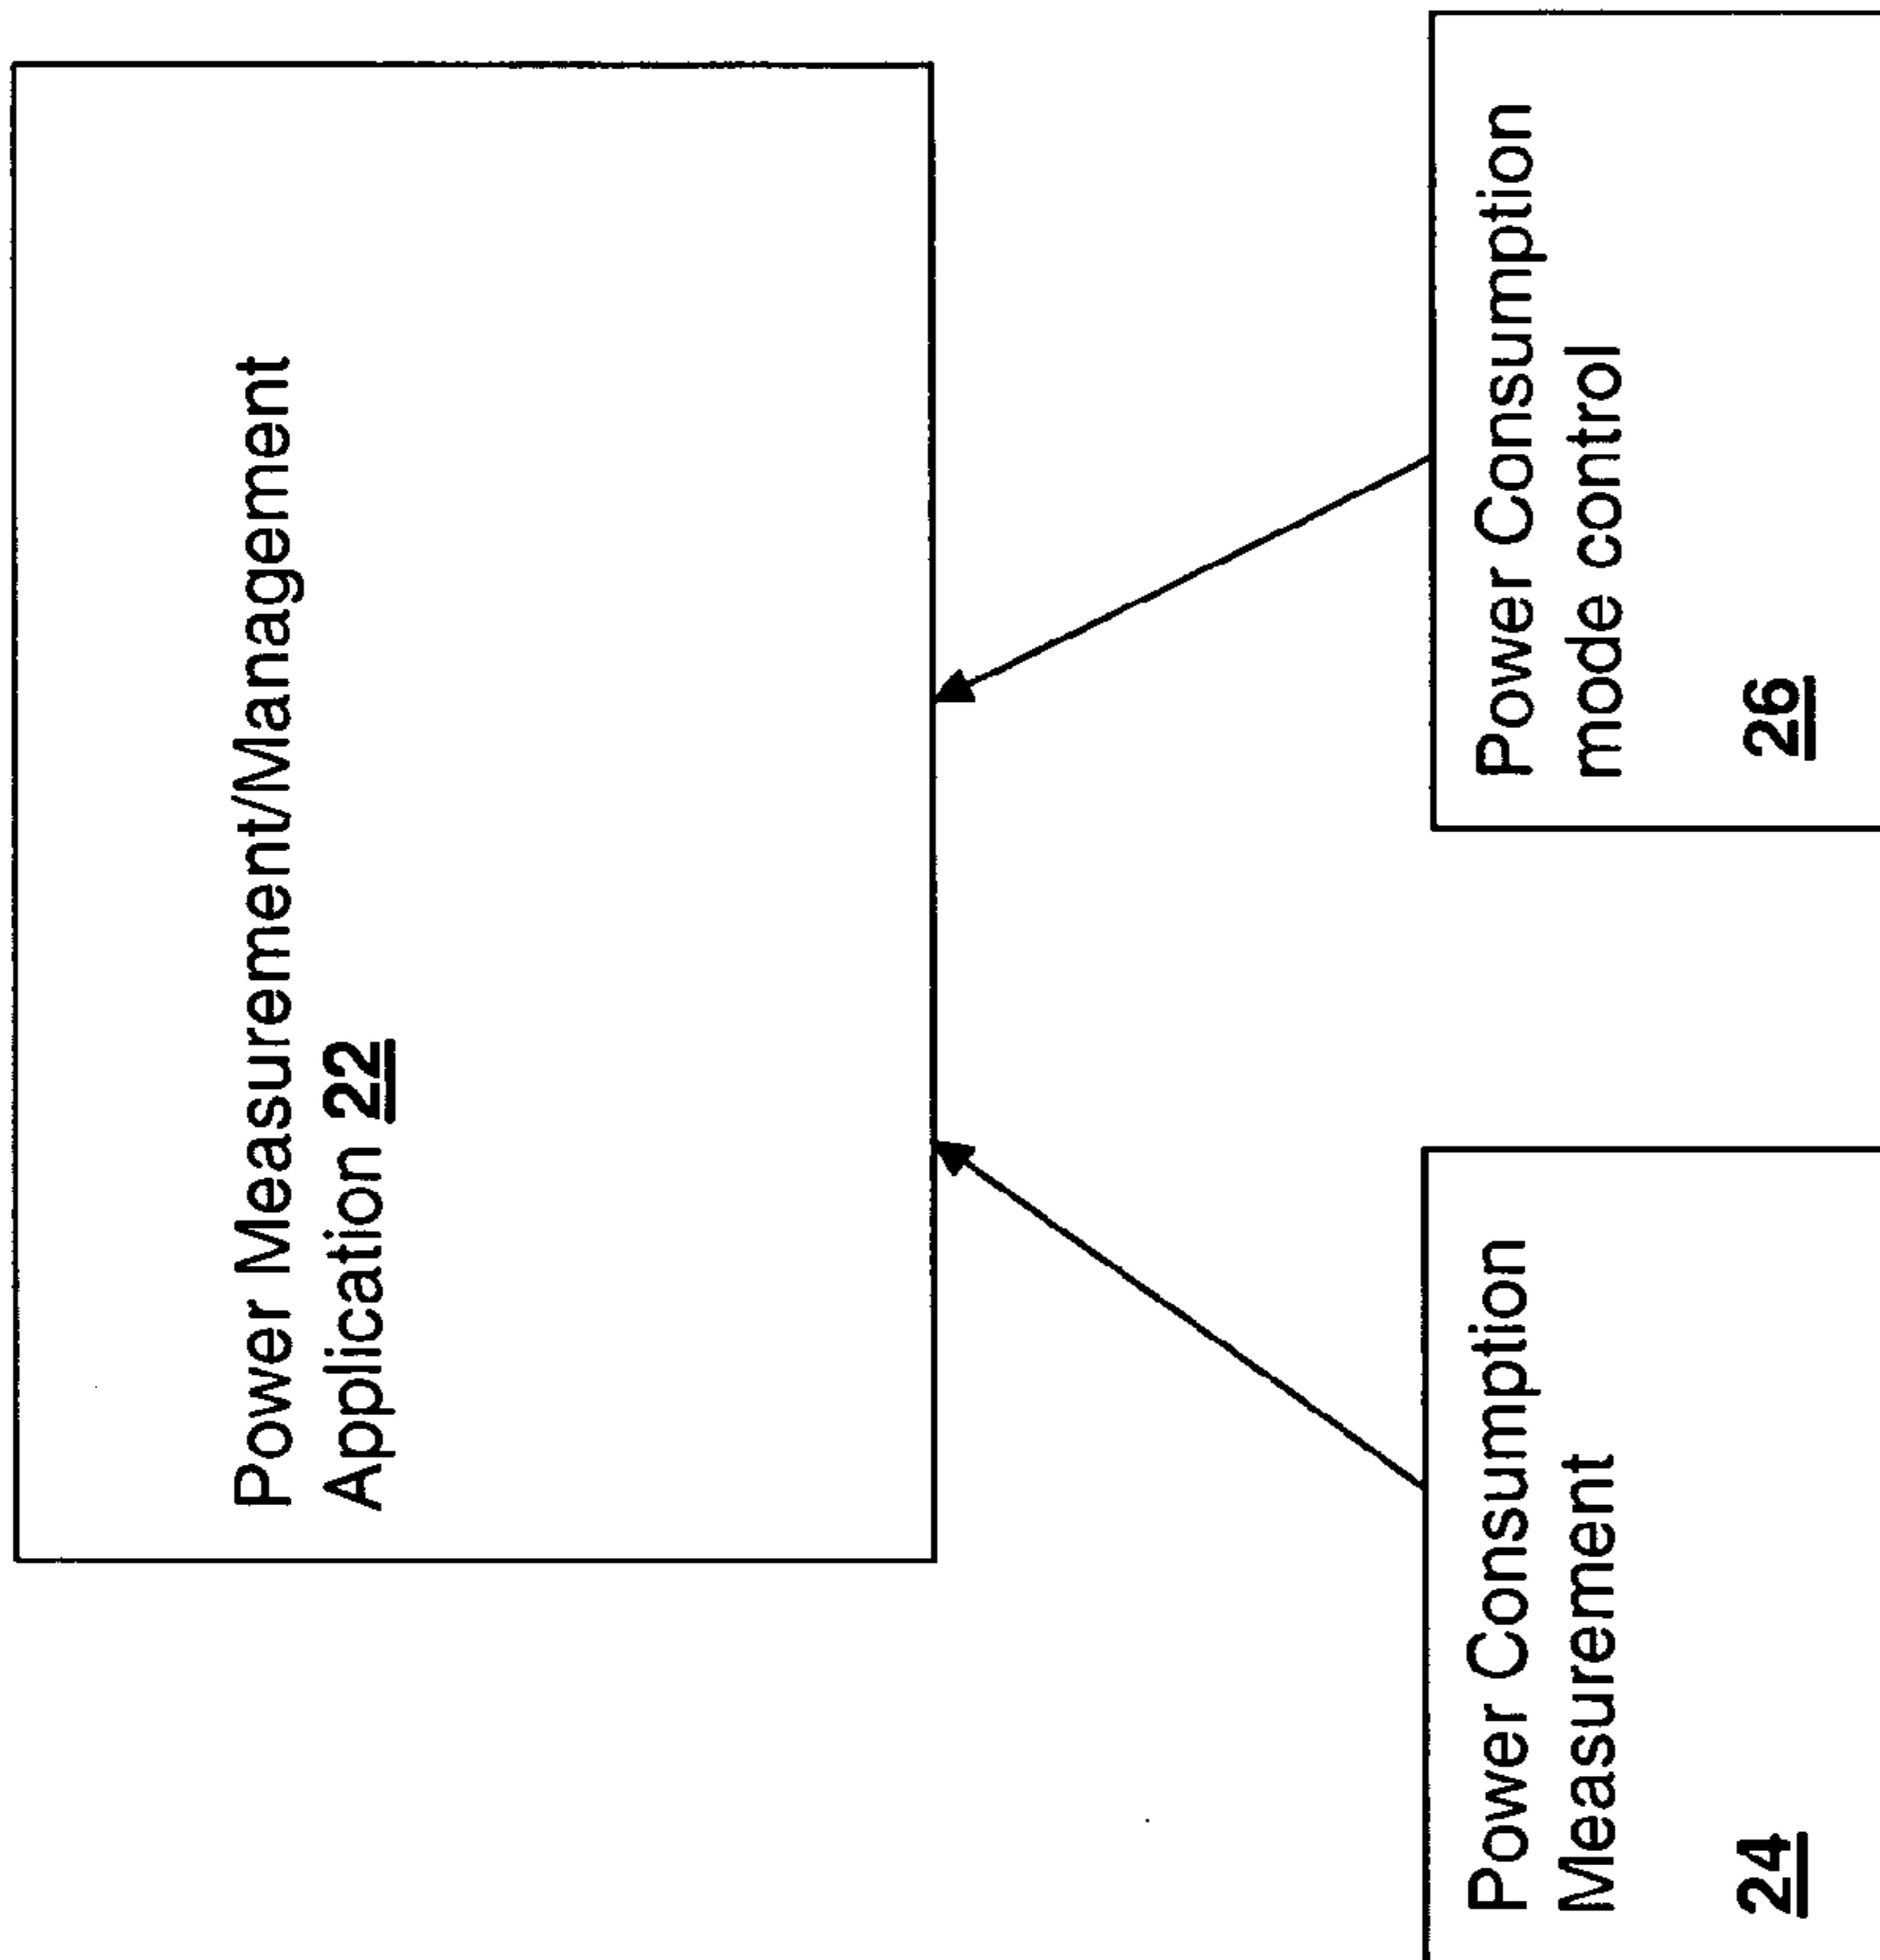 Power Measurement/Management
Application 22
Power Consumption
Measurement
24
Power Consumption
mode control
26